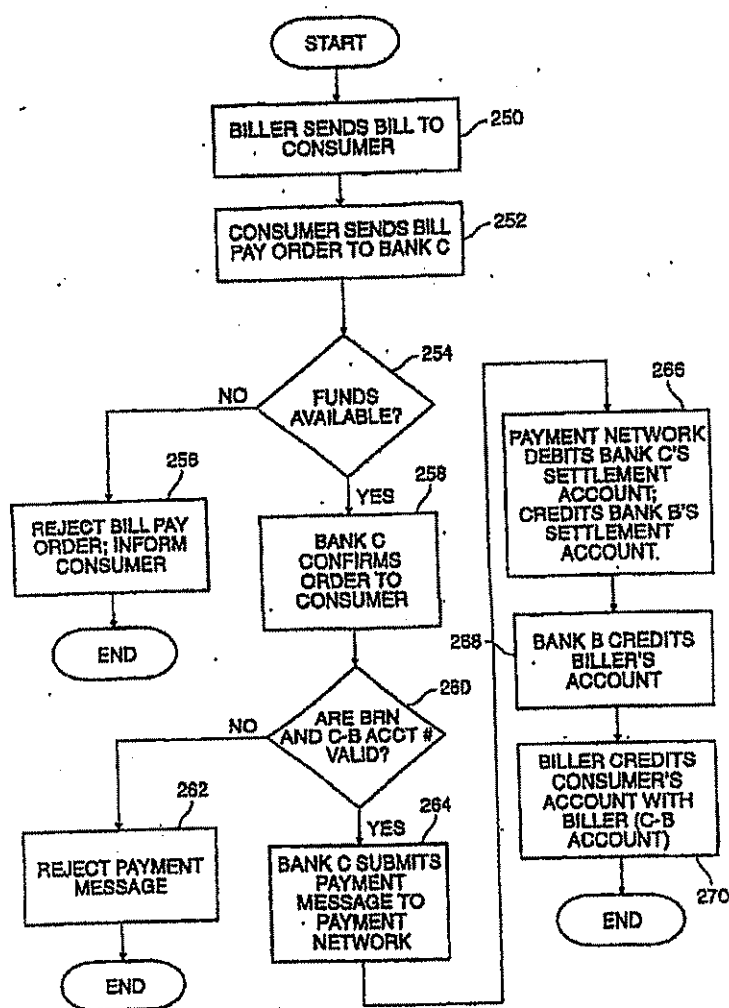 START
BILLER SENDS BILL TO
CONSUMER
250
CONSUMER SENDS BILL
PAY ORDER TO BANK C
252
FUNDS
AVAILABLE?
254
NO
YES
256
REJECT BILL PAY
ORDER; INFORM
CONSUMER
END
258
BANK C
CONFIRMS
ORDER TO
CONSUMER
ARE BRN
AND C-B ACCT #
VALID?
260
NO
YES
262
REJECT PAYMENT
MESSAGE
END
264
BANK C SUBMITS
PAYMENT
MESSAGE TO
PAYMENT
NETWORK
266
PAYMENT NETWORK
DEBITS BANK C'S
SETTLEMENT
ACCOUNT;
CREDITS BANK B'S
SETTLEMENT
ACCOUNT.
268
BANK B CREDITS
BILLER'S
ACCOUNT
BILLER CREDITS
CONSUMER'S
ACCOUNT WITH
BILLER (C-B
ACCOUNT)
270
END